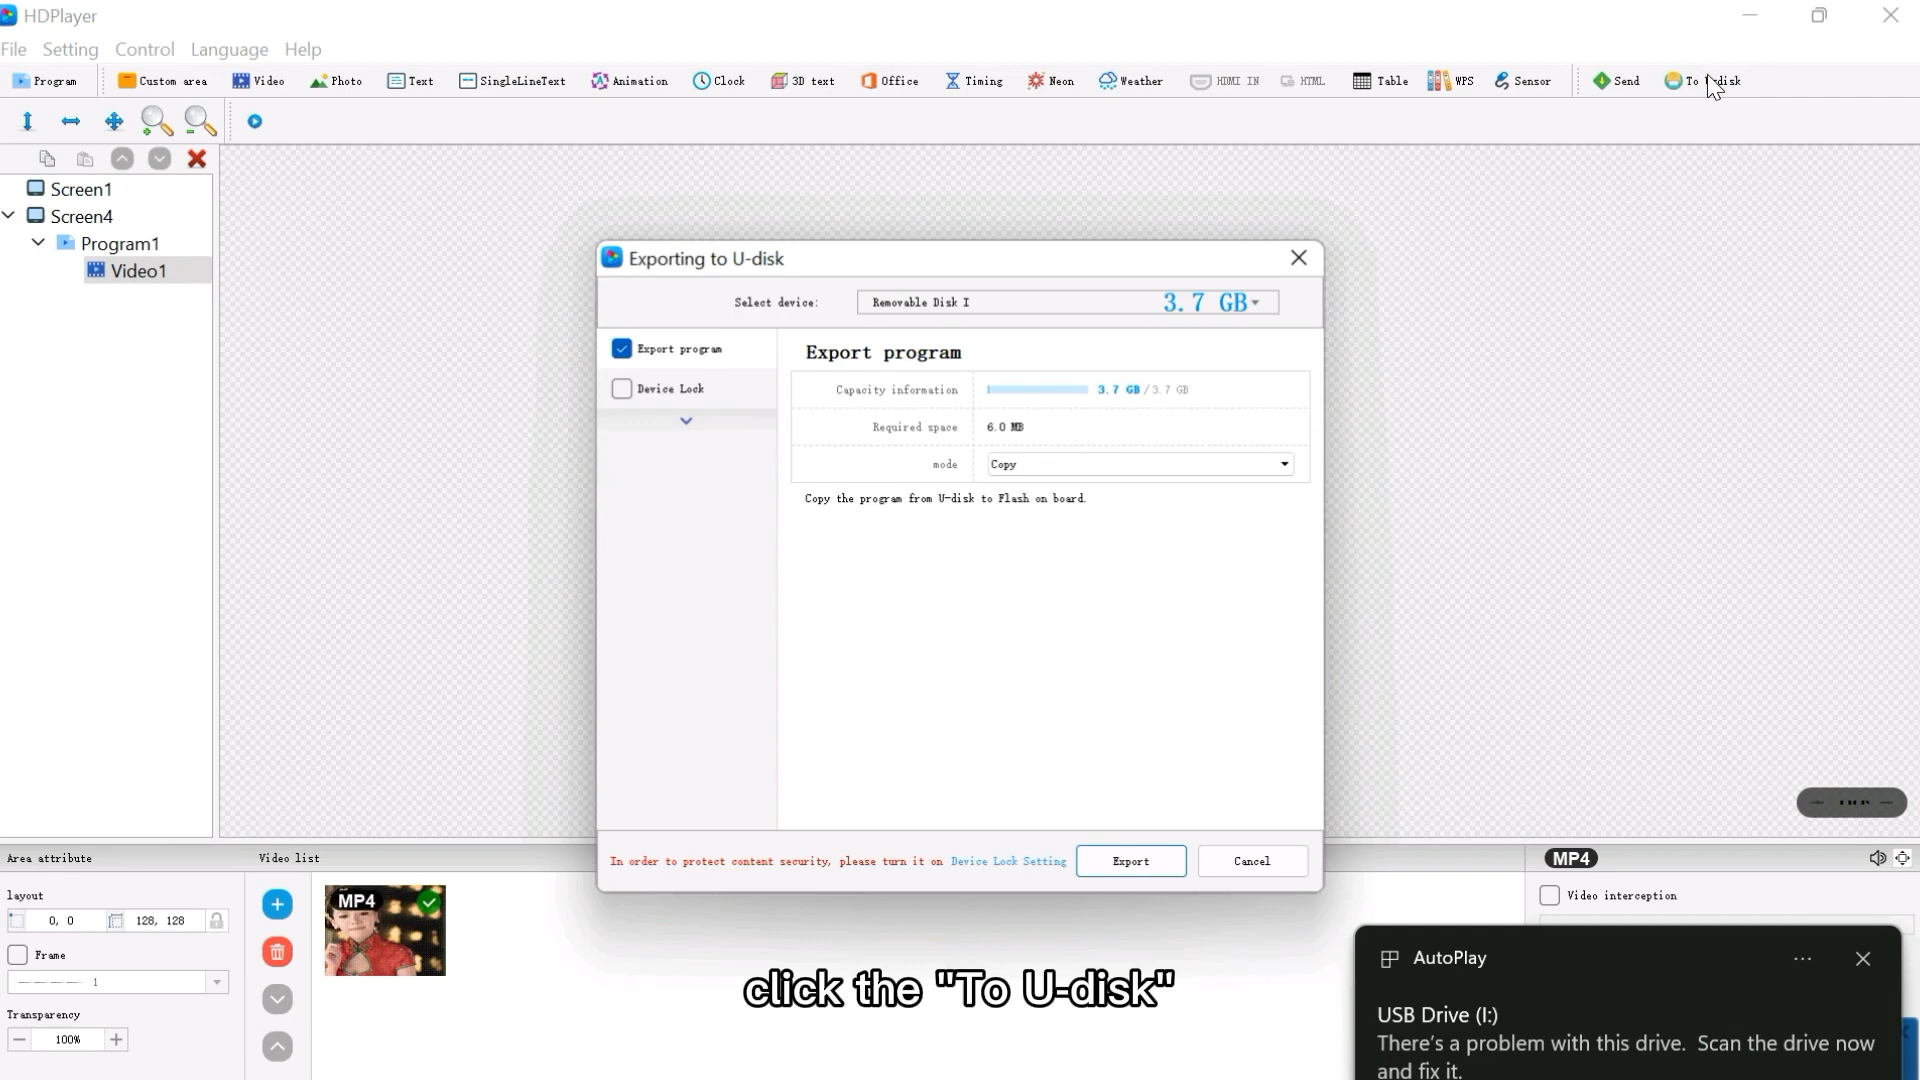 HDPlayer
File Setting Control Language Help
Program Custom area Video Photo Text SingleLineText Animation Clock 3D text Office Timing Neon Weather HDMI IN HTML Table WPS Sensor Send To U-disk
Screen1
Screen4
Program1
Video1
Exporting to U-disk
Select device: Removable Disk I 3.7 GB
Export program
Device Lock
Export program
Capacity information 3.7 GB/3.7 GB
Required space 6.0 MB
mode Copy
Copy the program from U-disk to Flash on board.
In order to protect content security, please turn it on Device Lock Setting Export Cancel
Area attribute
Video list
MP4
layout
0, 0 128, 128
Frame
1
Transparency
100%
MP4
Video interception
click the "To U-disk"
AutoPlay
USB Drive (I:)
There's a problem with this drive. Scan the drive now
and fix it.